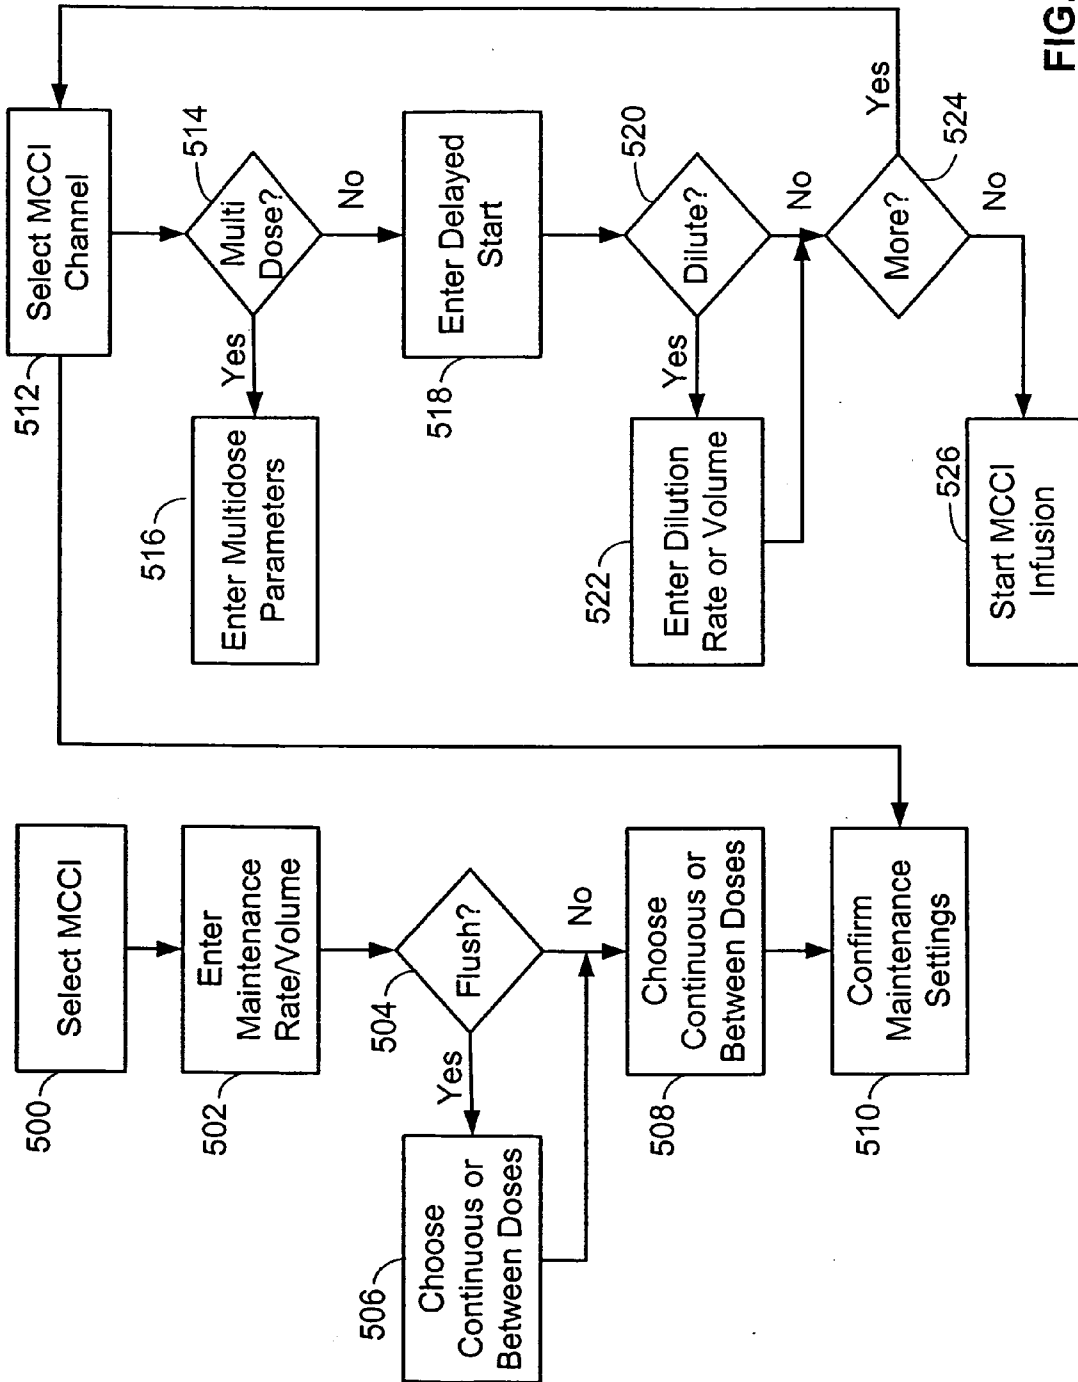 500
Select MCCI
502
Enter
Maintenance
Rate/Volume
504
Flush?
Yes
No
506
Choose
Continuous or
Between Doses
508
Choose
Continuous or
Between Doses
510
Confirm
Maintenance
Settings
512
Select MCCI
Channel
514
Multi
Dose?
Yes
No
516
Enter Multidose
Parameters
518
Enter Delayed
Start
520
Dilute?
Yes
No
522
Enter Dilution
Rate or Volume
524
More?
Yes
No
526
Start MCCI
Infusion
FIG.